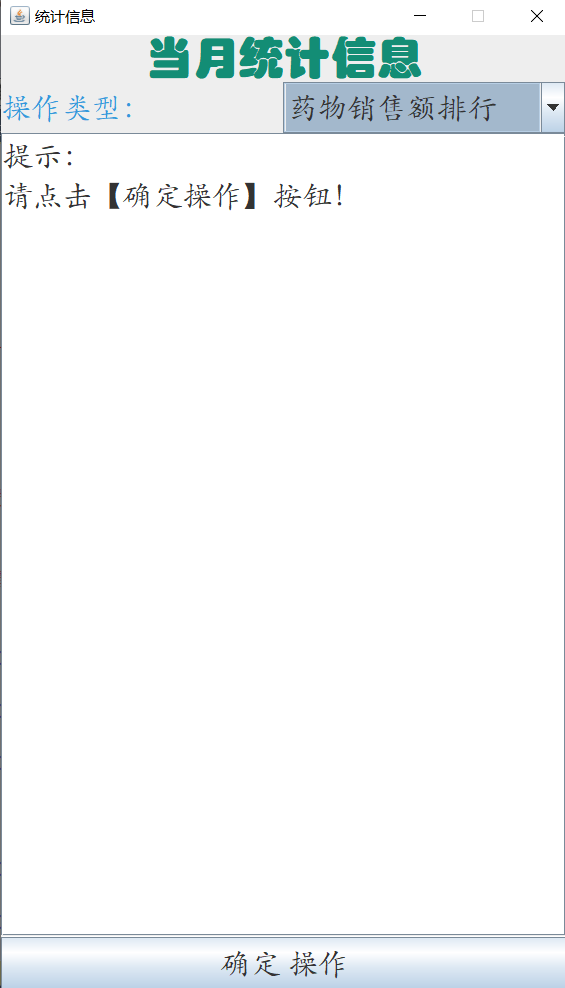 统计信息
当月统计信息
操作类型:
药物销售额排行
提示:
请点击【确定操作】按钮!
确定 操作